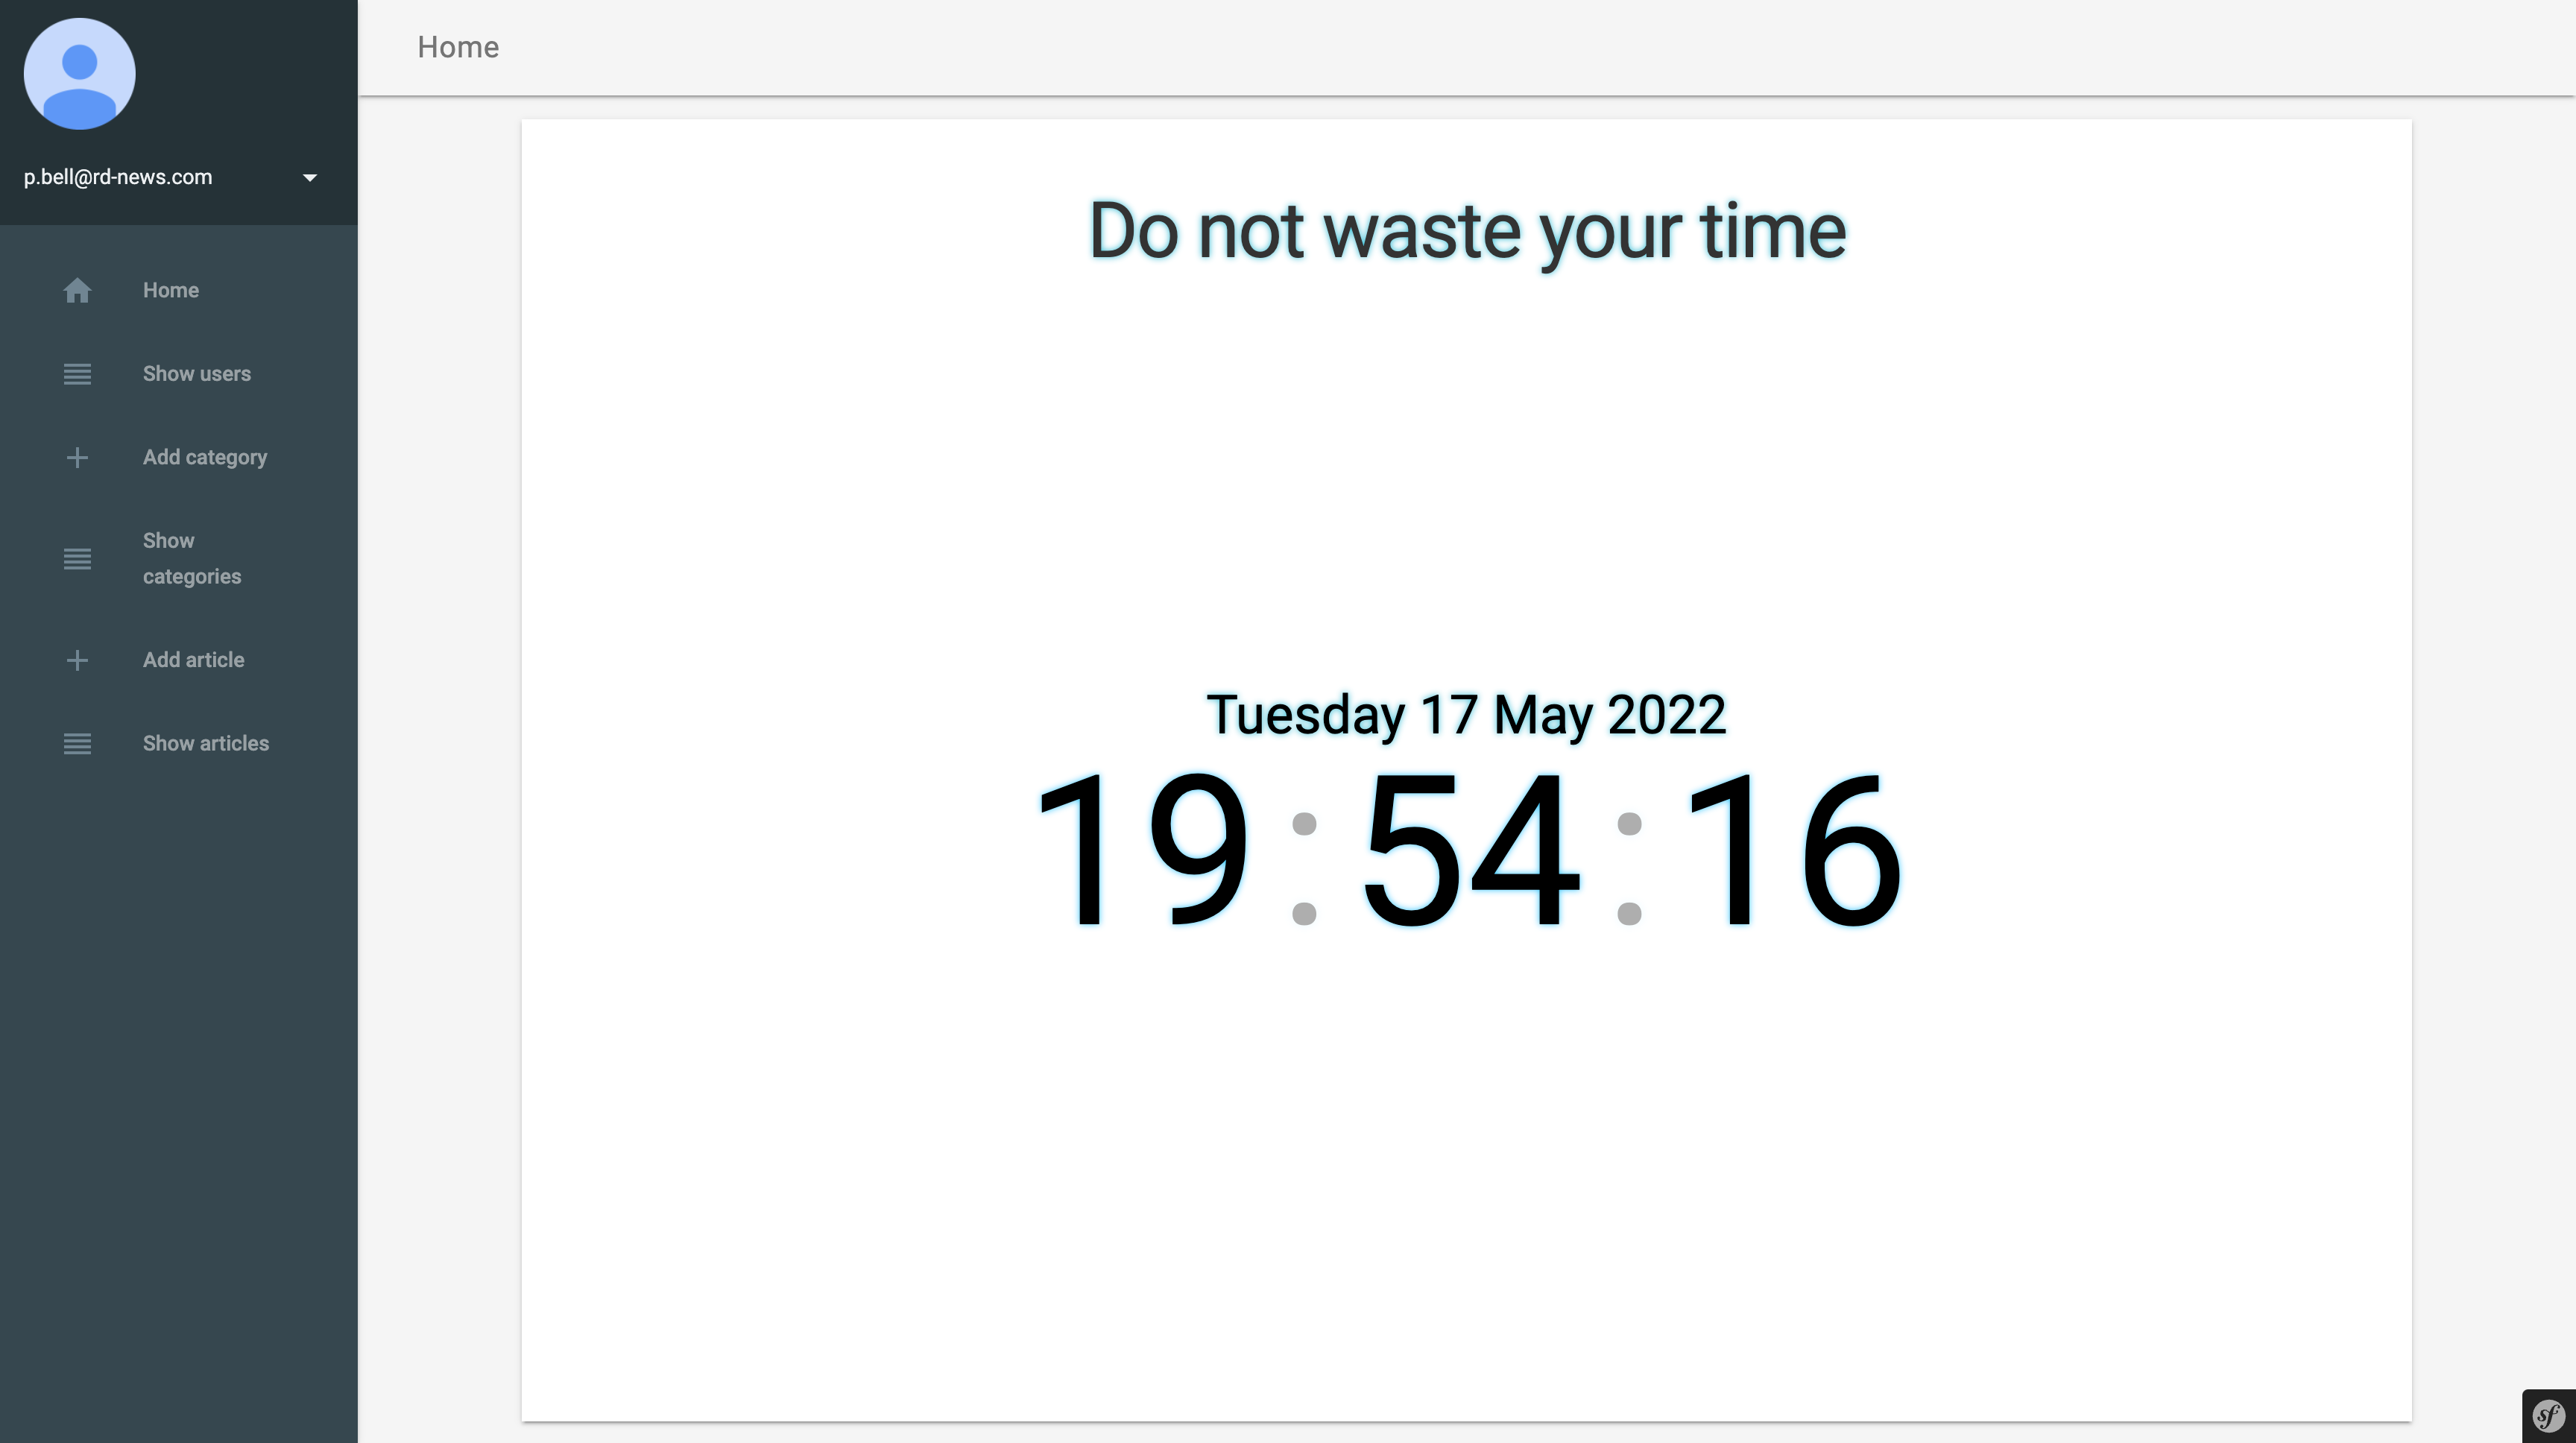 p.bell@rd-news.com
Home
Show users
Add category
Show
categories
Add article
Show articles
Home
Do not waste your time
Tuesday 17 May 2022
19:54:16
sf